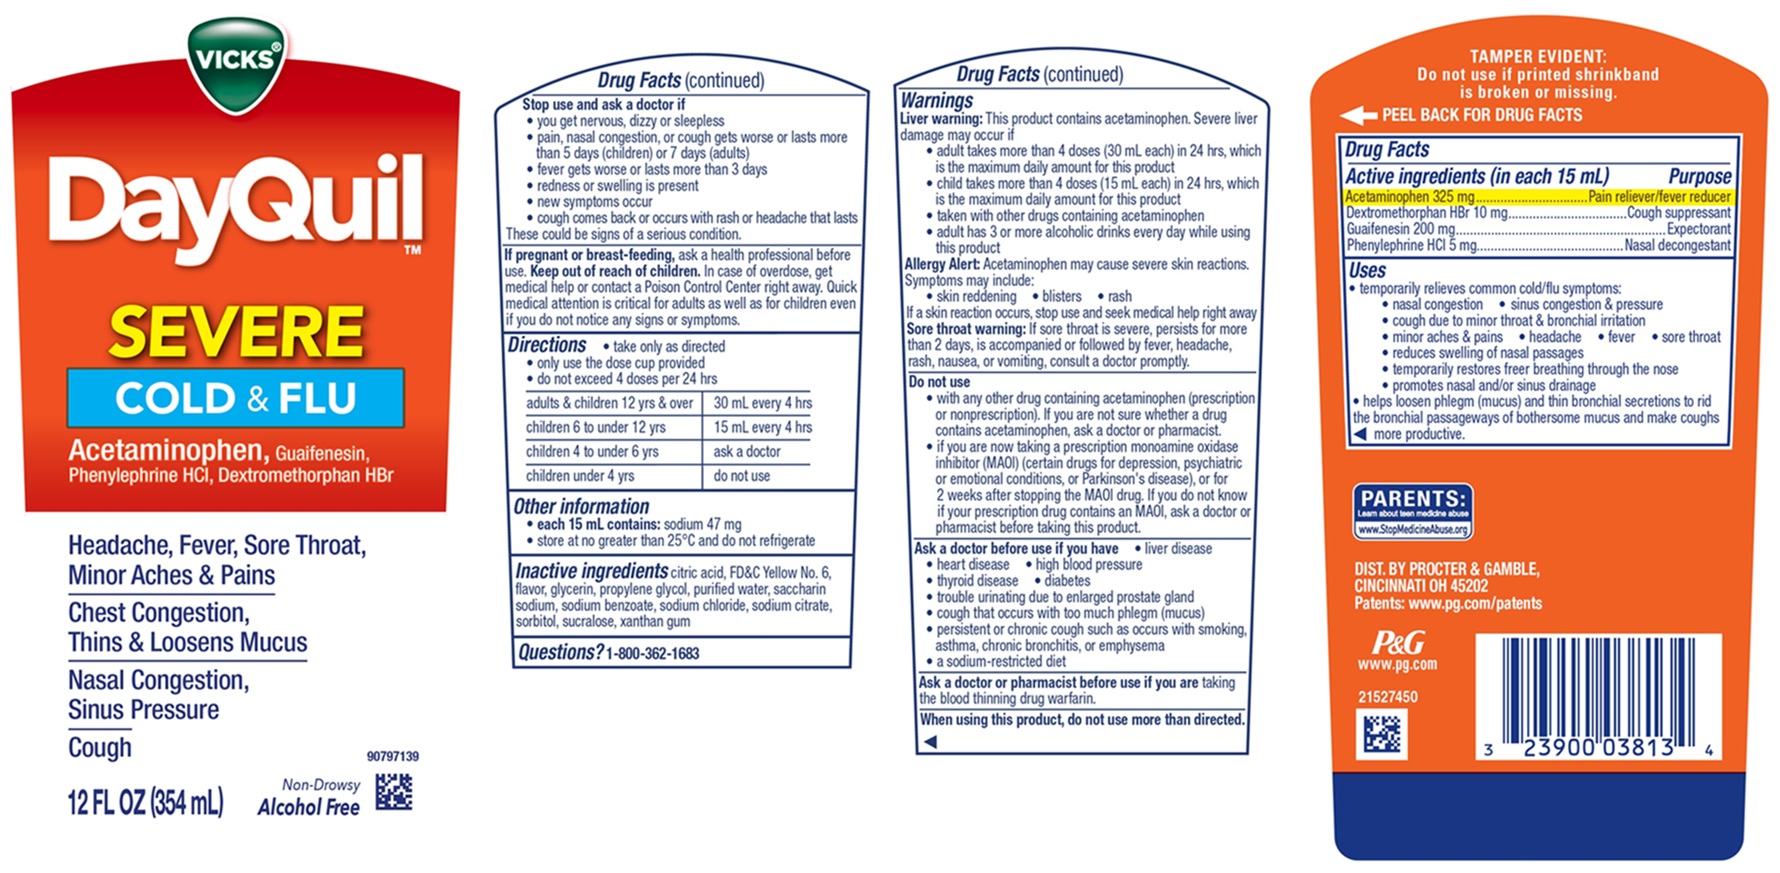 VICKS®
DayQuil™
SEVERE
COLD & FLU
Acetaminophen, Guaifenesin,
Phenylephrine HCl, Dextromethorphan HBr
Headache, Fever, Sore Throat,
Minor Aches & Pains
Chest Congestion,
Thins & Loosens Mucus
Nasal Congestion,
Sinus Pressure
Cough
90797139
12 FL OZ (354 mL)
Non-Drowsy
Alcohol Free
Drug Facts (continued)
Stop use and ask a doctor if
• you get nervous, dizzy or sleepless
• pain, nasal congestion, or cough gets worse or lasts more
than 5 days (children) or 7 days (adults)
• fever gets worse or lasts more than 3 days
• redness or swelling is present
• new symptoms occur
• cough comes back or occurs with rash or headache that lasts
These could be signs of a serious condition.
If pregnant or breast-feeding, ask a health professional before
use. Keep out of reach of children. In case of overdose, get
medical help or contact a Poison Control Center right away. Quick
medical attention is critical for adults as well as for children even
if you do not notice any signs or symptoms.
Directions • take only as directed
• only use the dose cup provided
• do not exceed 4 doses per 24 hrs
adults & children 12 yrs & over 30 mL every 4 hrs
children 6 to under 12 yrs 15 mL every 4 hrs
children 4 to under 6 yrs ask a doctor
children under 4 yrs do not use
Other information
• each 15 mL contains: sodium 47 mg
• store at no greater than 25°C and do not refrigerate
Inactive ingredients citric acid, FD&C Yellow No. 6,
flavor, glycerin, propylene glycol, purified water, saccharin
sodium, sodium benzoate, sodium chloride, sodium citrate,
sorbitol, sucralose, xanthan gum
Questions? 1-800-362-1683
Drug Facts (continued)
Warnings
Liver warning: This product contains acetaminophen. Severe liver
damage may occur if
• adult takes more than 4 doses (30 mL each) in 24 hrs, which
is the maximum daily amount for this product
• child takes more than 4 doses (15 mL each) in 24 hrs, which
is the maximum daily amount for this product
• taken with other drugs containing acetaminophen
• adult has 3 or more alcoholic drinks every day while using
this product
Allergy Alert: Acetaminophen may cause severe skin reactions.
Symptoms may include:
• skin reddening • blisters • rash
If a skin reaction occurs, stop use and seek medical help right away
Sore throat warning: If sore throat is severe, persists for more
than 2 days, is accompanied or followed by fever, headache,
rash, nausea, or vomiting, consult a doctor promptly.
Do not use
• with any other drug containing acetaminophen (prescription
or nonprescription). If you are not sure whether a drug
contains acetaminophen, ask a doctor or pharmacist.
• if you are now taking a prescription monoamine oxidase
inhibitor (MAOI) (certain drugs for depression, psychiatric
or emotional conditions, or Parkinson's disease), or for
2 weeks after stopping the MAOI drug. If you do not know
if your prescription drug contains an MAOI, ask a doctor or
pharmacist before taking this product.
Ask a doctor before use if you have • liver disease
• heart disease • high blood pressure
• thyroid disease • diabetes
• trouble urinating due to enlarged prostate gland
• cough that occurs with too much phlegm (mucus)
• persistent or chronic cough such as occurs with smoking,
asthma, chronic bronchitis, or emphysema
• a sodium-restricted diet
Ask a doctor or pharmacist before use if you are taking
the blood thinning drug warfarin.
When using this product, do not use more than directed.
TAMPER EVIDENT:
Do not use if printed shrinkband
is broken or missing.
PEEL BACK FOR DRUG FACTS
Drug Facts
Active ingredients (in each 15 mL) Purpose
Acetaminophen 325 mg..............................Pain reliever/fever reducer
Dextromethorphan HBr 10 mg..............................Cough suppressant
Guaifenesin 200 mg..............................Expectorant
Phenylephrine HCl 5 mg..............................Nasal decongestant
Uses
• temporarily relieves common cold/flu symptoms:
• nasal congestion • sinus congestion & pressure
• cough due to minor throat & bronchial irritation
• minor aches & pains • headache • fever • sore throat
• reduces swelling of nasal passages
• temporarily restores freer breathing through the nose
• promotes nasal and/or sinus drainage
• helps loosen phlegm (mucus) and thin bronchial secretions to rid
the bronchial passageways of bothersome mucus and make coughs
more productive.
PARENTS:
Learn about teen medicine abuse
www.StopMedicineAbuse.org
DIST. BY PROCTER & GAMBLE,
CINCINNATI OH 45202
Patents: www.pg.com/patents
P&G
www.pg.com
21527450
3 23900 03813 4